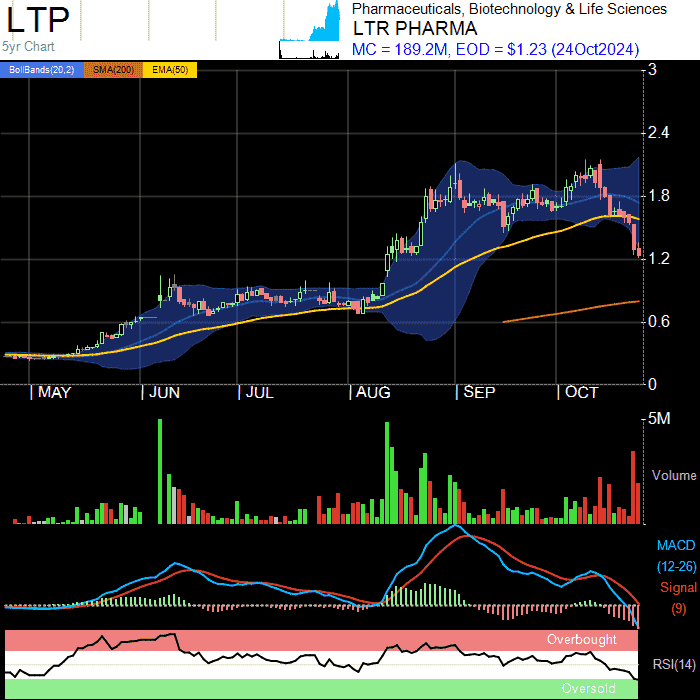 LTP
5yr Chart
Pharmaceuticals, Biotechnology & Life Sciences
LTR PHARMA
MC = 189.2M, EOD = $1.23 (24Oct2024)
BollBands(20,2) SMA(200) EMA(50)
3
2.4
1.8
1.2
0.6
0
MAY JUN JUL AUG SEP OCT
5M
Volume
MACD
(12-26)
Signal
(9)
Overbought
RSI(14)
Oversold